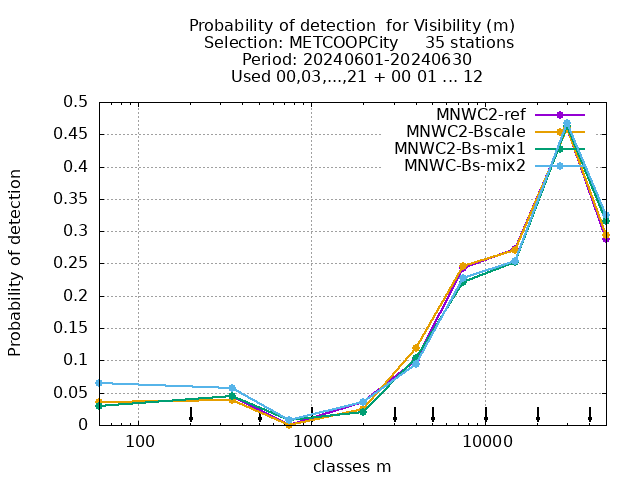 Probability of detection  for Visibility (m)
Selection: METCOOPCity     35 stations
Period: 20240601-20240630
Used 00,03,...,21 + 00 01 ... 12
MNWC2-ref
MNWC2-Bscale
MNWC2-Bs-mix1
MNWC-Bs-mix2
Probability of detection
0.5
0.45
0.4
0.35
0.3
0.25
0.2
0.15
0.1
0.05
0
100 1000 10000
classes m